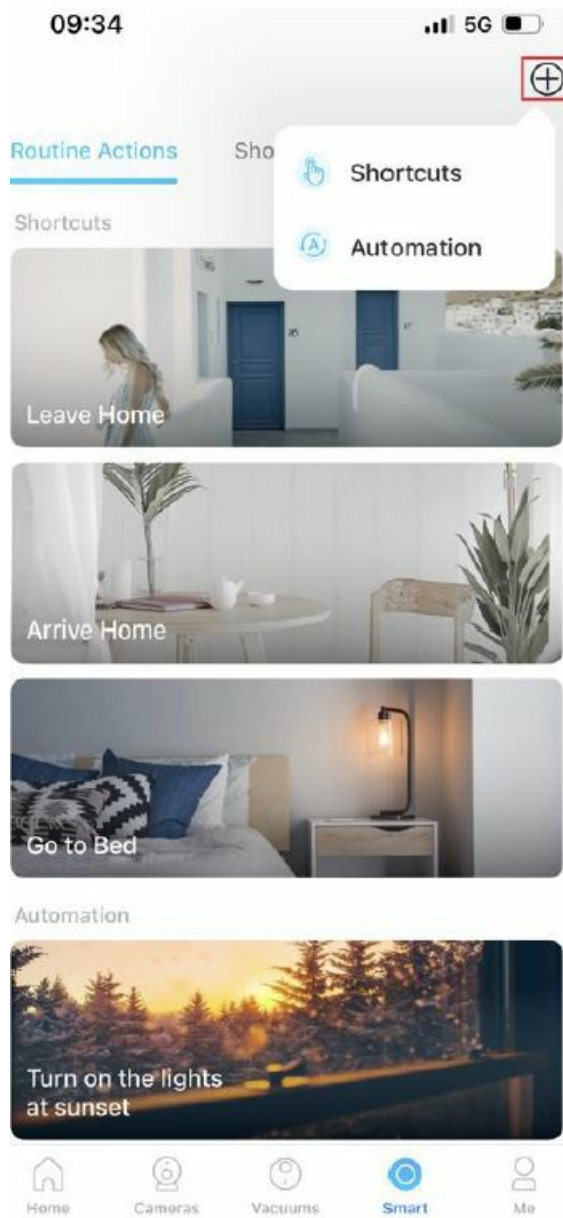 09:34
5G
Routine Actions
Sho
Shortcuts
Automation
Shortcuts
Leave Home
Arrive Home
Go to Bed
Automation
Turn on the lights
at sunset
Home
Cameras
Vacuums
Smart
Me